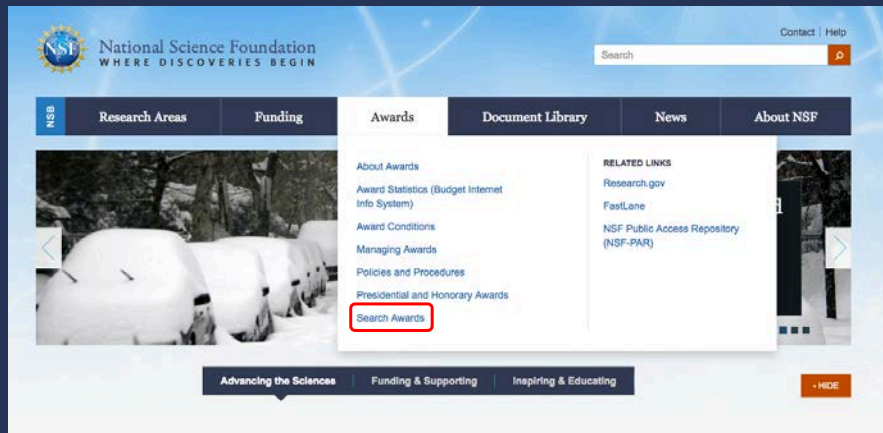 Contact | Help
NSF
National Science Foundation
WHERE DISCOVERIES BEGIN
Search
NSB
Research Areas
Funding
Awards
Document Library
News
About NSF
About Awards
Award Statistics (Budget Internet
Info System)
Award Conditions
Managing Awards
Policies and Procedures
Presidential and Honorary Awards
Search Awards
RELATED LINKS
Research.gov
FastLane
NSF Public Access Repository
(NSF-PAR)
d
Advancing the Sciences
Funding & Supporting
Inspiring & Educating
- HIDE